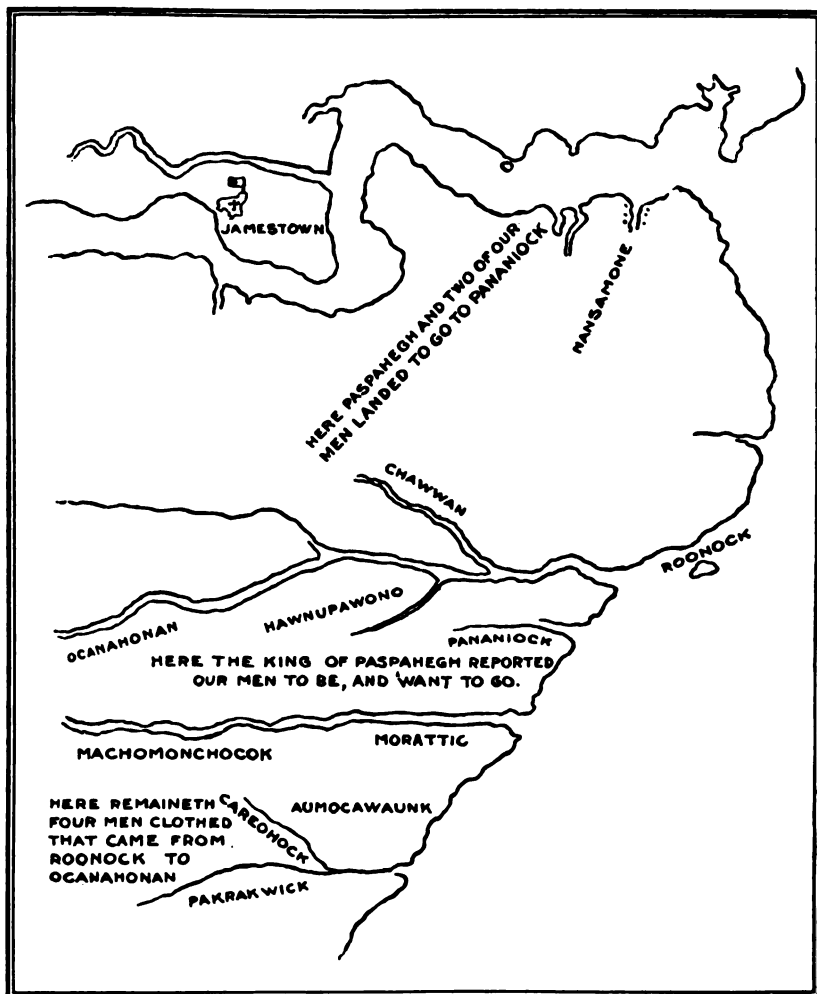 JAMESTOWN
HERE PASPAHEGH AND TWO OF OUR
MEN LANDED TO GO TO PANANIOCK
NANSAMONE
CHAWWAN
ROONOCK
OCANAHONAN
HAWNUPAWONO
PANANIOCK
HERE THE KING OF PASPAHEGH REPORTED
OUR MEN TO BE, AND WANT TO GO.
MORATTIC
MACHOMONCHOCOK
HERE REMAINETH
FOUR MEN CLOTHED
THAT CAME FROM
ROONOCK TO
OCANAHONAN
CAREOHOCK
AUMOCAWAUNK
PAKRAKWICK